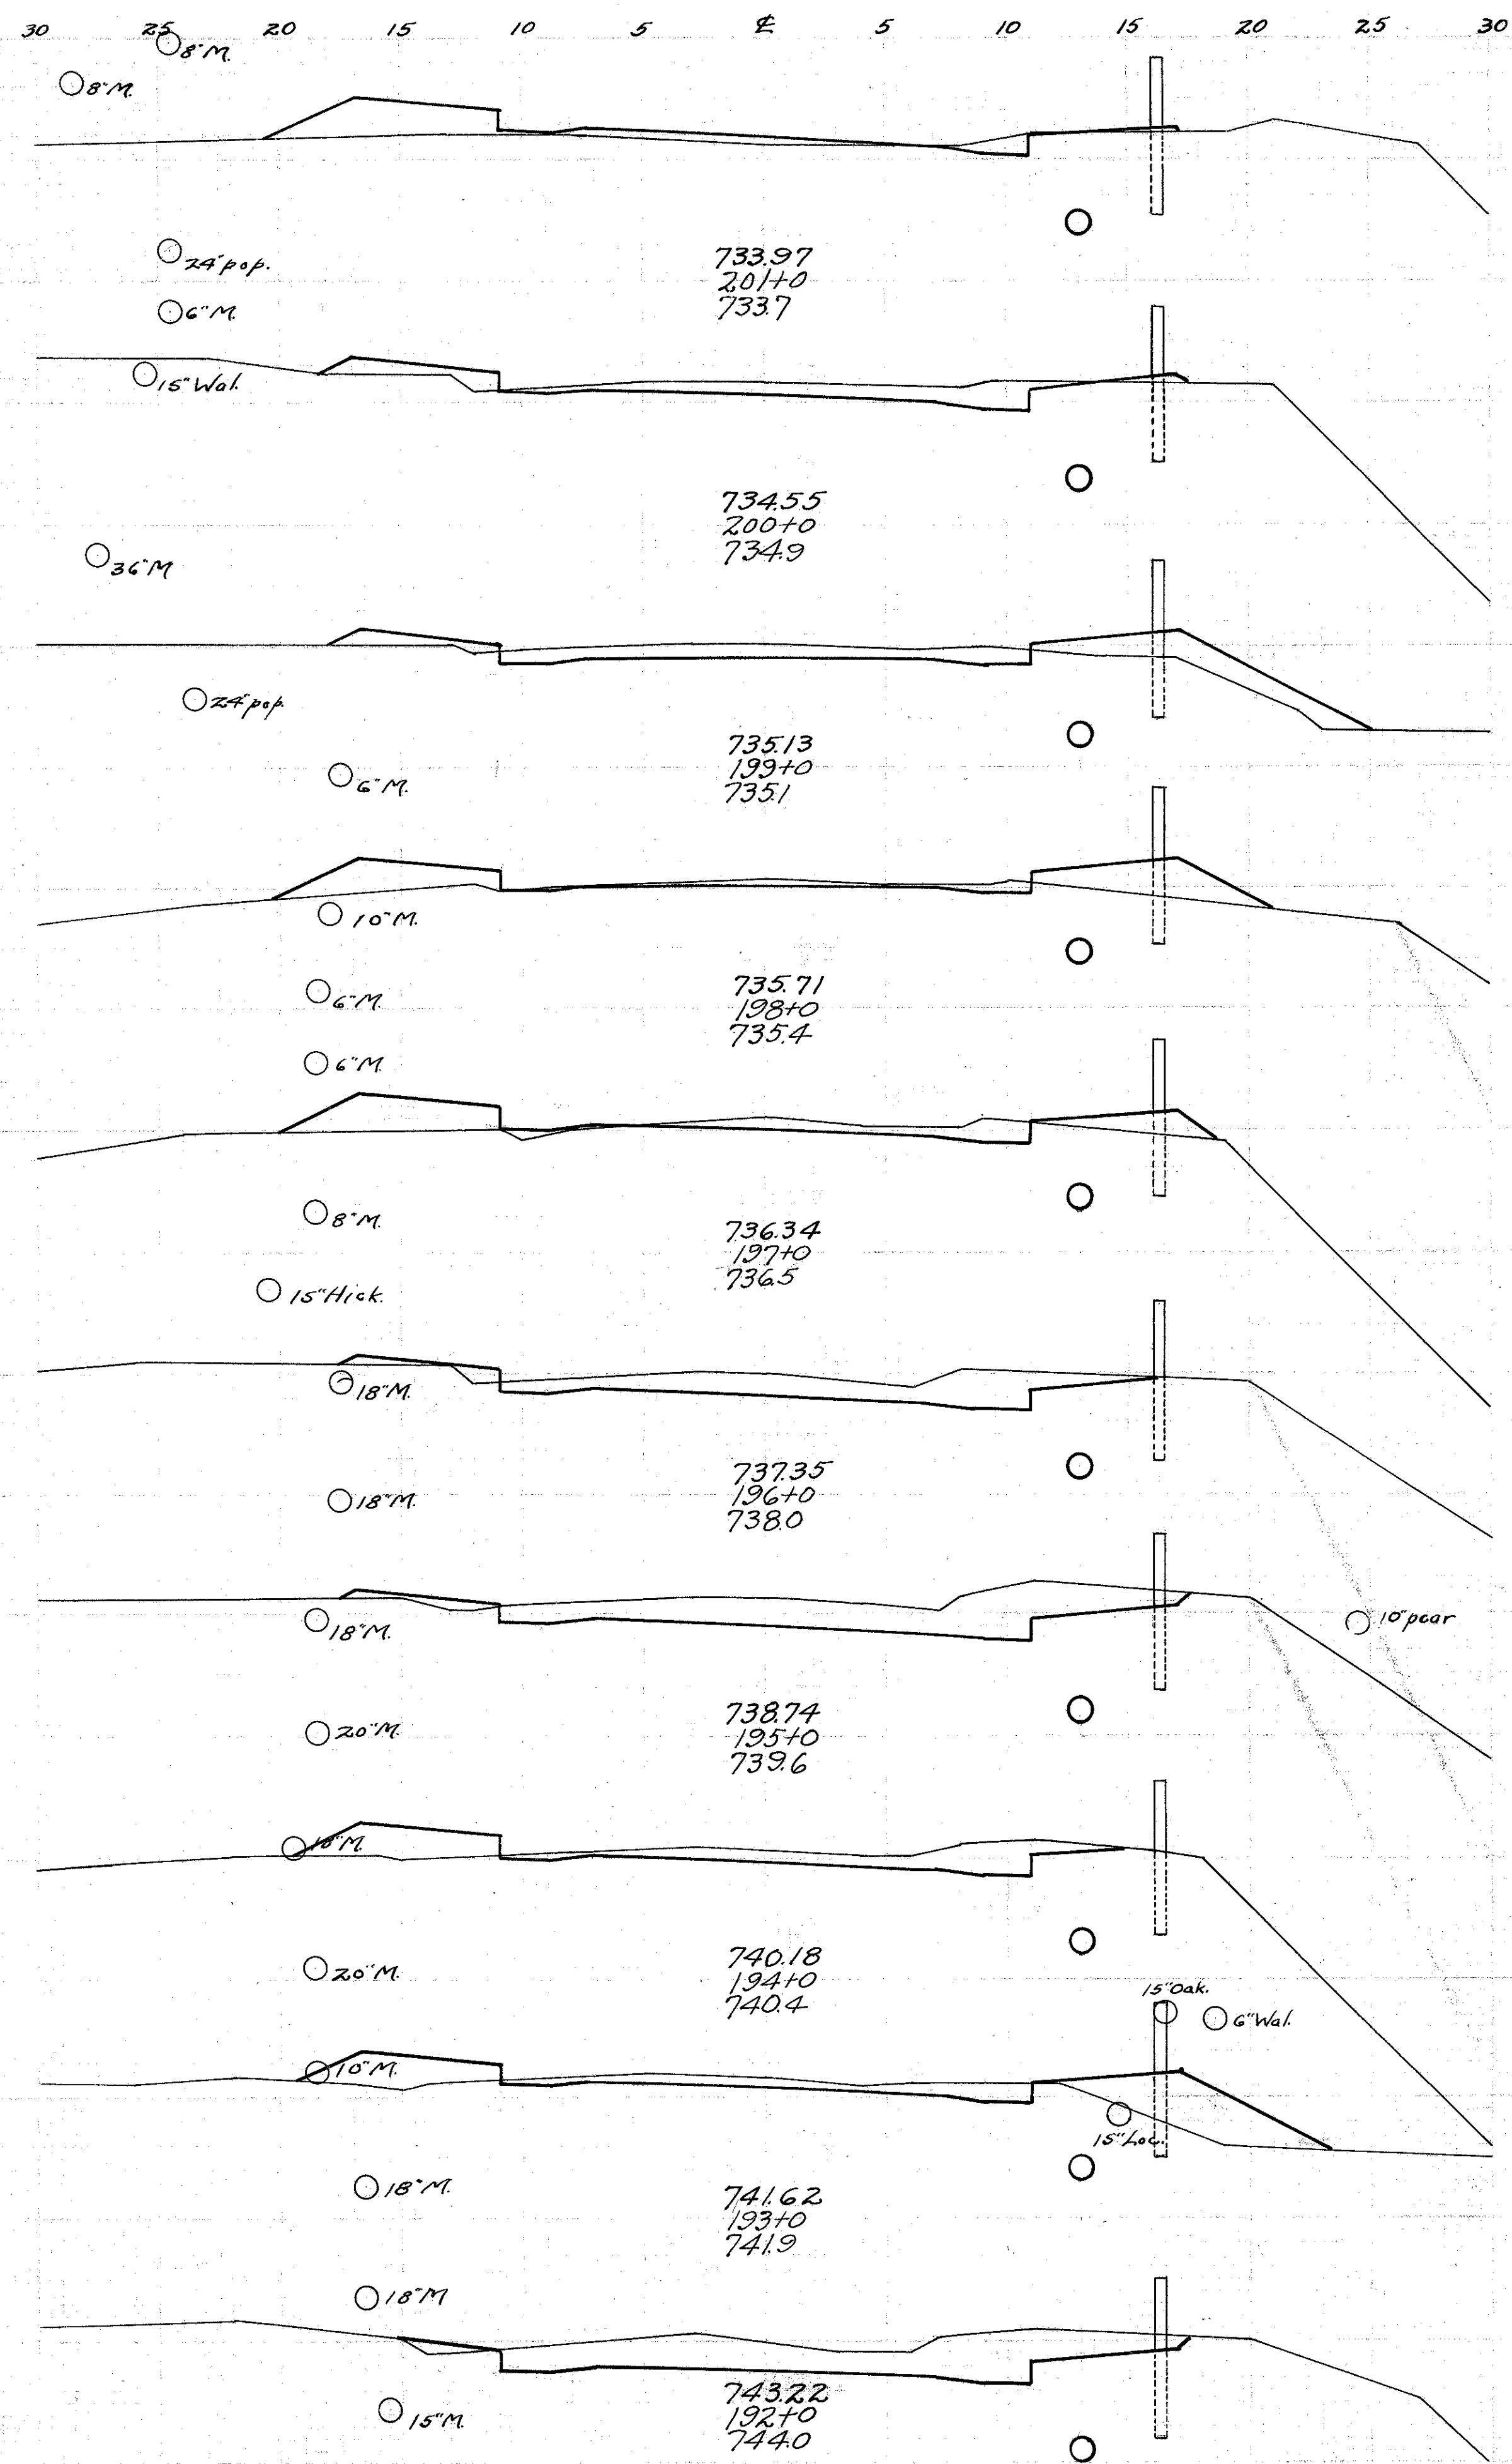 30 25 20 15 10 5 ℄ 5 10 15 20 25 30
8"M.
8"M.
24"pop.
733.97
201+0
733.7
6"M.
15"Wal.
734.55
200+0
734.9
36"M
24"pop.
735.13
199+0
735.1
6"M.
10"M.
735.71
198+0
735.4
6"M.
6"M.
8"M.
736.34
197+0
736.5
15"Hick.
18"M.
737.35
196+0
738.0
18"M.
18"M.
10"pear
738.74
195+0
739.6
20"M.
10"M.
740.18
194+0
740.4
20"M.
15"Oak.
6"Wal.
10"M.
15"Loc.
741.62
193+0
741.9
18"M.
18"M
743.22
192+0
744.0
15"M.